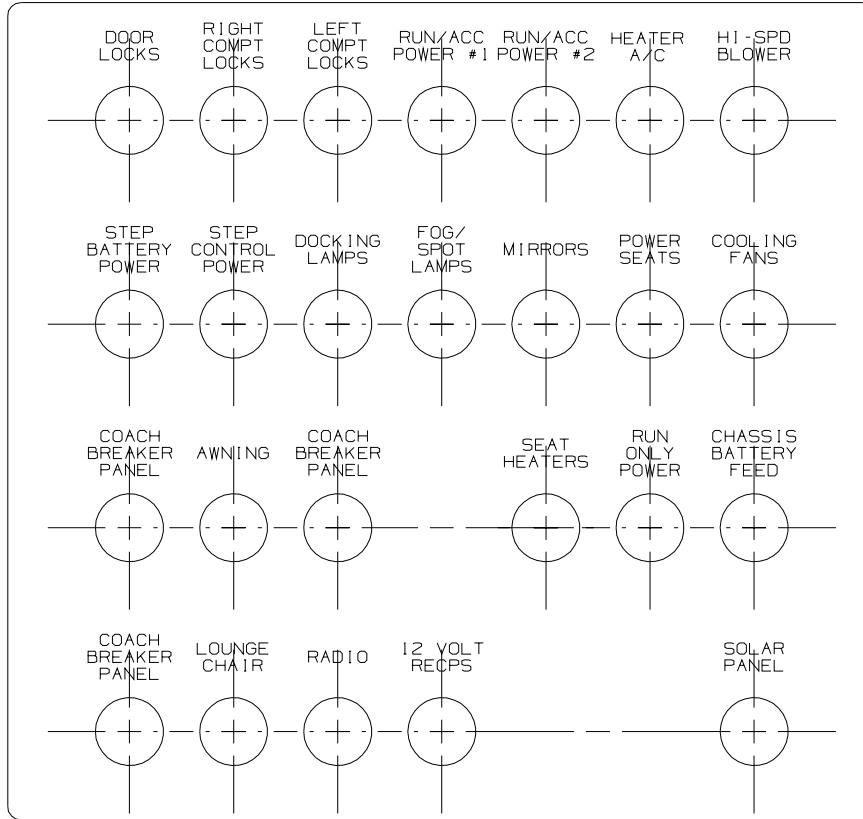 DOOR
LOCKS
RIGHT
COMPT
LOCKS
LEFT
COMPT
LOCKS
RUN/ACC
POWER #1
RUN/ACC
POWER #2
HEATER
A/C
HI-SPD
BLOWER
STEP
BATTERY
POWER
STEP
CONTROL
POWER
DOCKING
LAMPS
FOG/
SPOT
LAMPS
MIRRORS
POWER
SEATS
COOLING
FANS
COACH
BREAKER
PANEL
AWNING
COACH
BREAKER
PANEL
SEAT
HEATERS
RUN
ONLY
POWER
CHASSIS
BATTERY
FEED
COACH
BREAKER
PANEL
LOUNGE
CHAIR
RADIO
12 VOLT
RECPS
SOLAR
PANEL